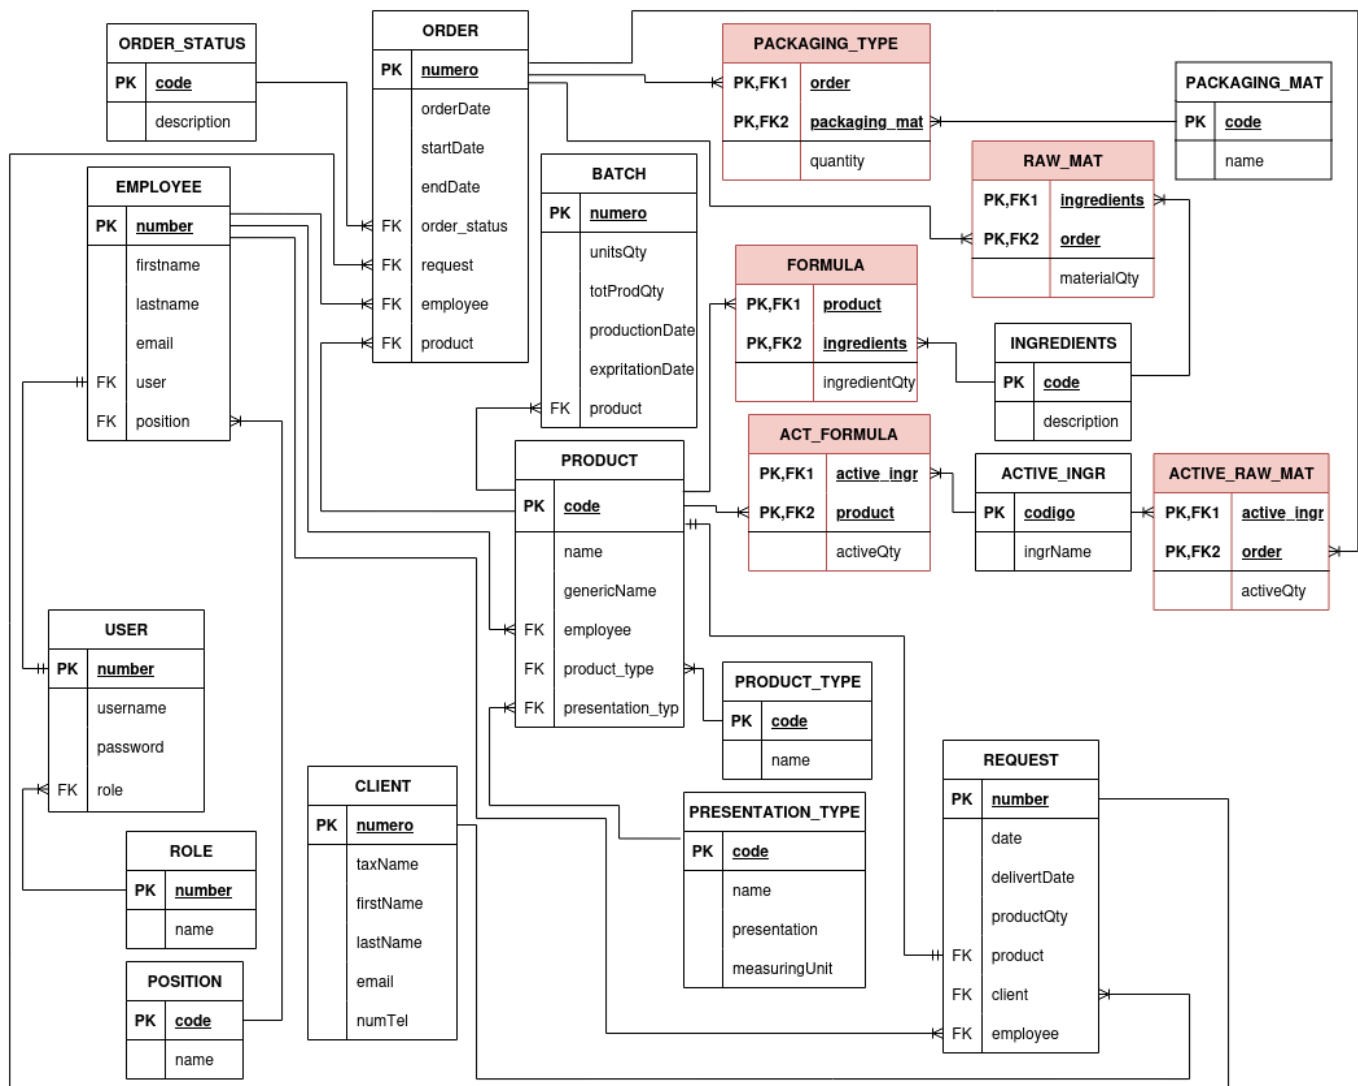 ORDER_STATUS
PK code
description
ORDER
PK numero
orderDate
startDate
endDate
FK order_status
FK request
FK employee
FK product
PACKAGING_TYPE
PK,FK1 order
PK,FK2 packaging_mat
quantity
PACKAGING_MAT
PK code
name
EMPLOYEE
PK number
firstname
lastname
email
FK user
FK position
BATCH
PK numero
unitsQty
totProdQty
productionDate
expritationDate
FK product
RAW_MAT
PK,FK1 ingredients
PK,FK2 order
materialQty
FORMULA
PK,FK1 product
PK,FK2 ingredients
ingredientQty
INGREDIENTS
PK code
description
ACT_FORMULA
PK,FK1 active_ingr
PK,FK2 product
activeQty
ACTIVE_INGR
PK codigo
ingrName
ACTIVE_RAW_MAT
PK,FK1 active_ingr
PK,FK2 order
activeQty
PRODUCT
PK code
name
genericName
FK employee
FK product_type
FK presentation_typ
USER
PK number
username
password
FK role
PRODUCT_TYPE
PK code
name
REQUEST
PK number
date
delivertDate
productQty
FK product
FK client
FK employee
CLIENT
PK numero
taxName
firstName
lastName
email
numTel
PRESENTATION_TYPE
PK code
name
presentation
measuringUnit
ROLE
PK number
name
POSITION
PK code
name